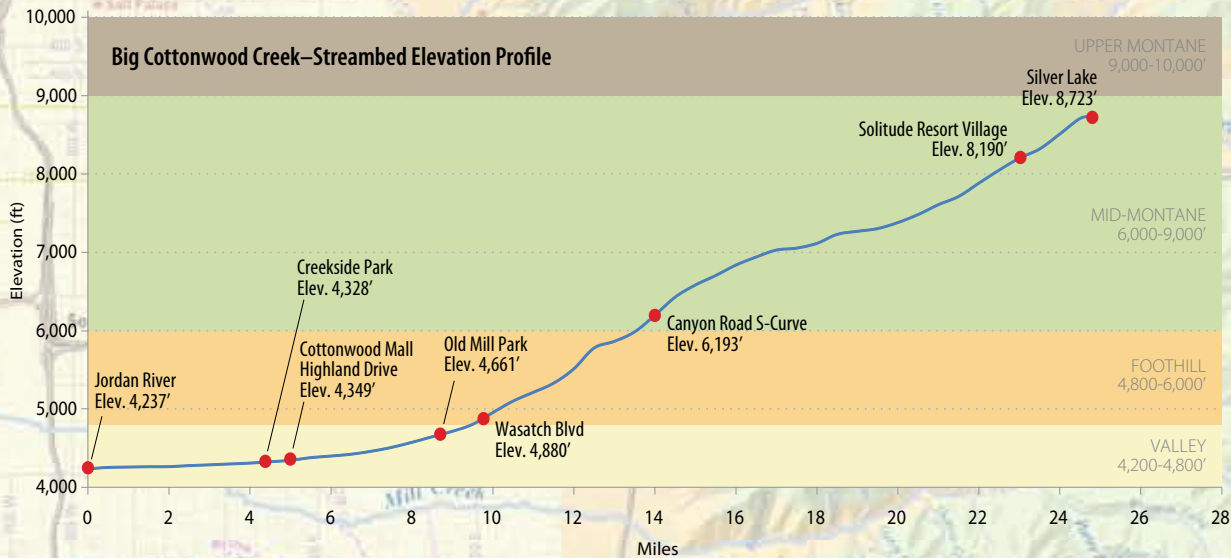 10,000
Big Cottonwood Creek–Streambed Elevation Profile
UPPER MONTANE
9,000-10,000'
Silver Lake
Elev. 8,723'
9,000
Solitude Resort Village
Elev. 8,190'
8,000
MID-MONTANE
6,000-9,000'
Elevation (ft)
7,000
Creekside Park
Elev. 4,328'
6,000
Canyon Road S-Curve
Elev. 6,193'
Cottonwood Mall
Highland Drive
Elev. 4,349'
Old Mill Park
Elev. 4,661'
FOOTHILL
4,800-6,000'
Jordan River
Elev. 4,237'
5,000
Wasatch Blvd
Elev. 4,880'
VALLEY
4,200-4,800'
4,000
Mill Creek
0 2 4 6 8 10 12 14 16 18 20 22 24 26 28
Miles